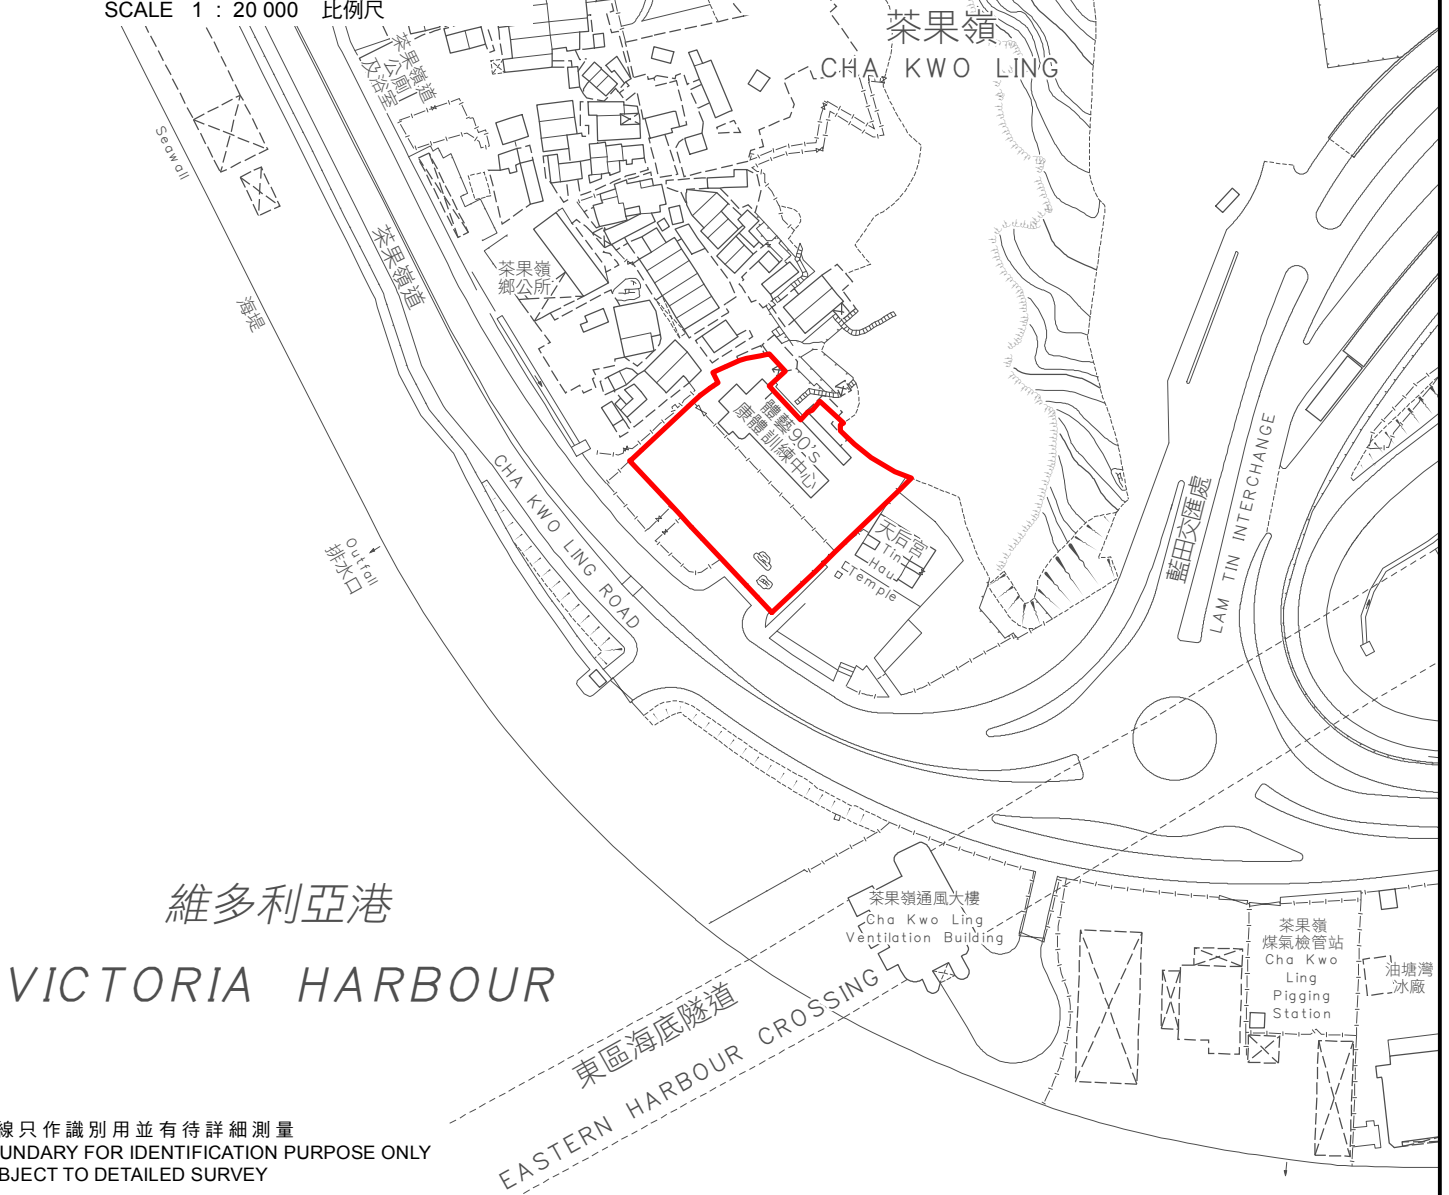 SCALE 1 : 20 000 比例尺
茶果嶺
CHA KWO LING
茶果嶺道
公廁
及浴室
Seawall
海堤
茶果嶺道
茶果嶺
鄉公所
體藝90's
康體訓練中心
CHA KWO LING ROAD
天后宮
Tin
Hau
Temple
Outfall
排水口
藍田交匯處
LAM TIN INTERCHANGE
維多利亞港
VICTORIA HARBOUR
茶果嶺通風大樓
Cha Kwo Ling
Ventilation Building
茶果嶺
煤氣檢管站
Cha Kwo
Ling
Pigging
Station
油塘灣
冰廠
東區海底隧道
EASTERN HARBOUR CROSSING
線只作識別用並有待詳細測量
UNDARY FOR IDENTIFICATION PURPOSE ONLY
BJECT TO DETAILED SURVEY